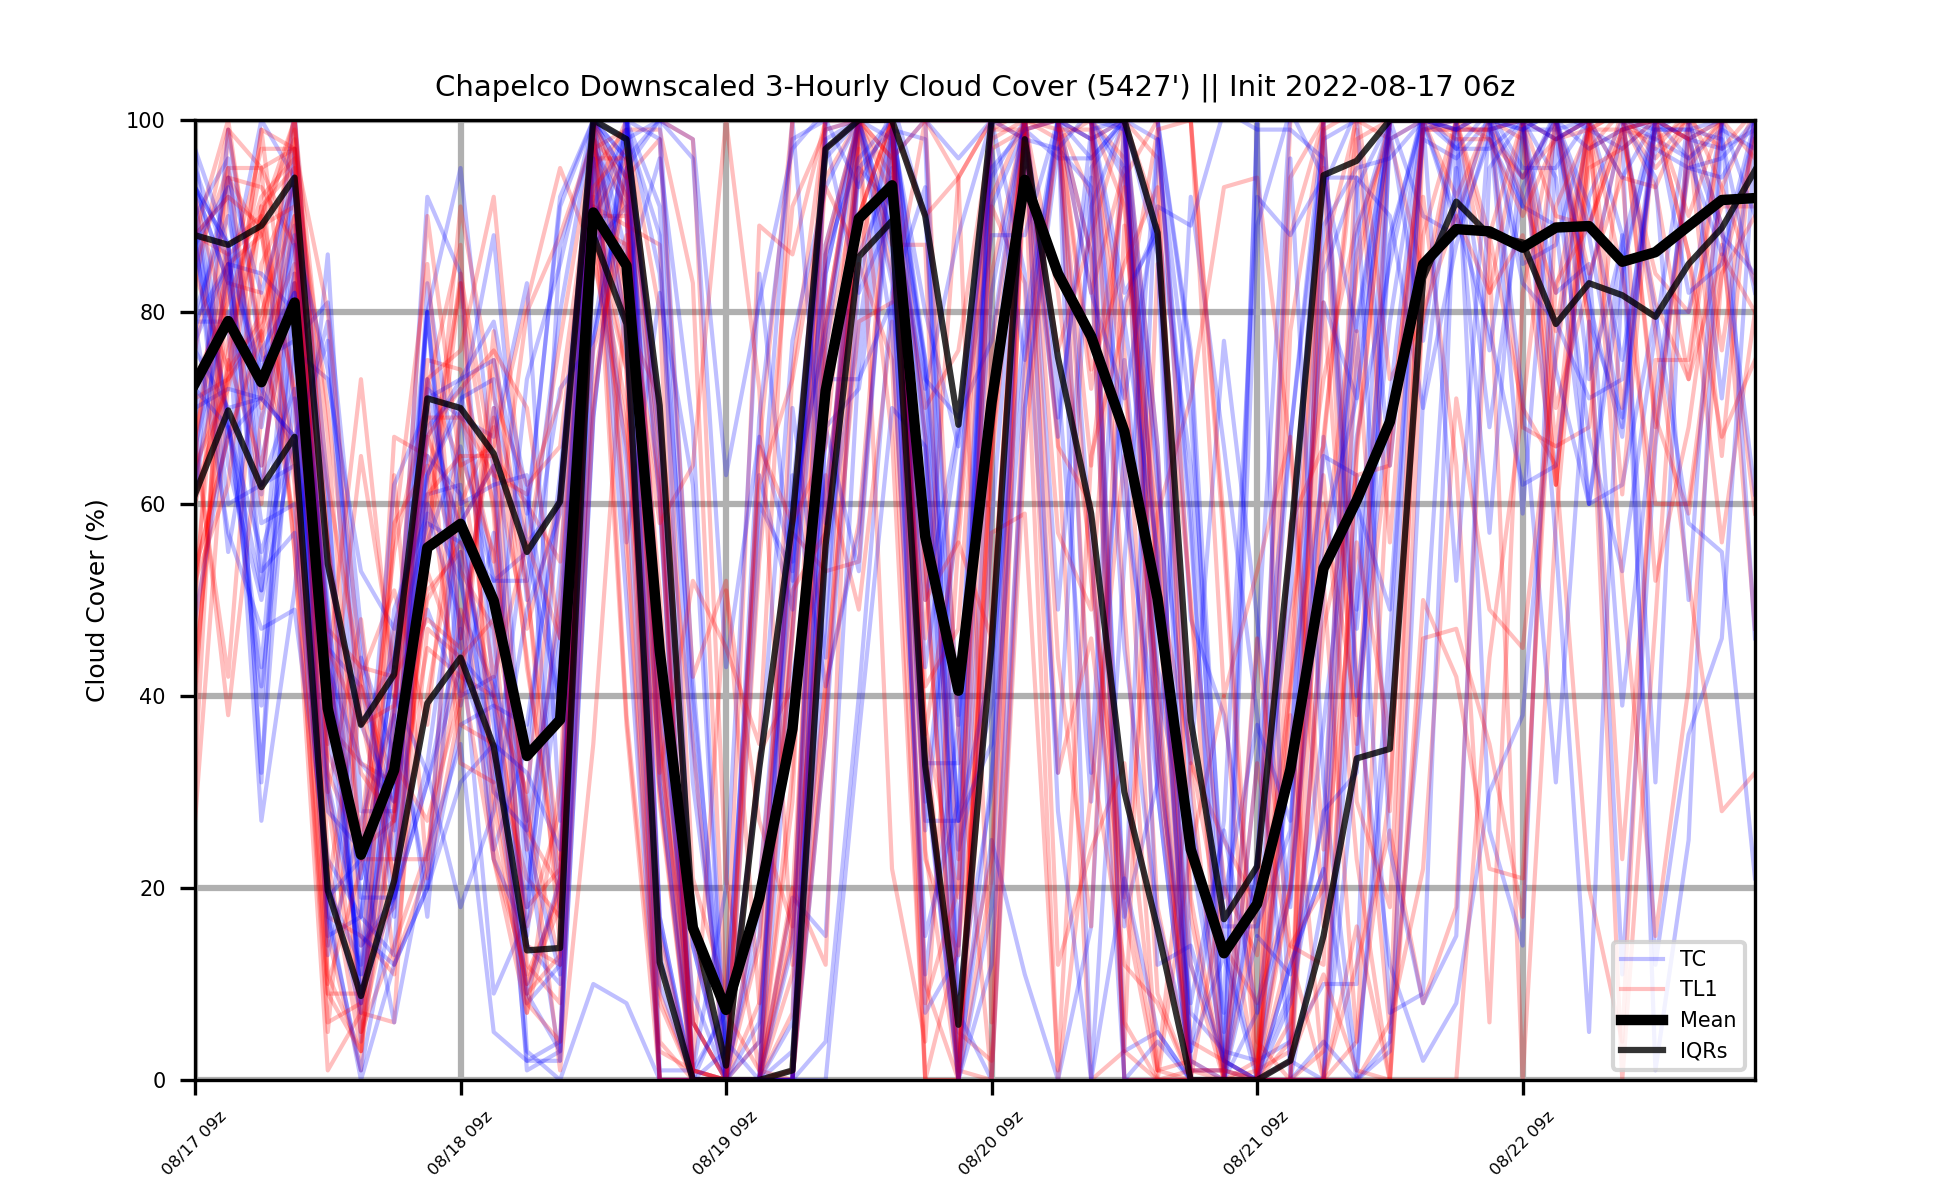 Chapelco Downscaled 3-Hourly Cloud Cover (5427') || Init 2022-08-17 06z
Cloud Cover (%)
100
80
60
40
20
0
TC
TL1
Mean
IQRs
08/17 09z
08/18 09z
08/19 09z
08/20 09z
08/21 09z
08/22 09z